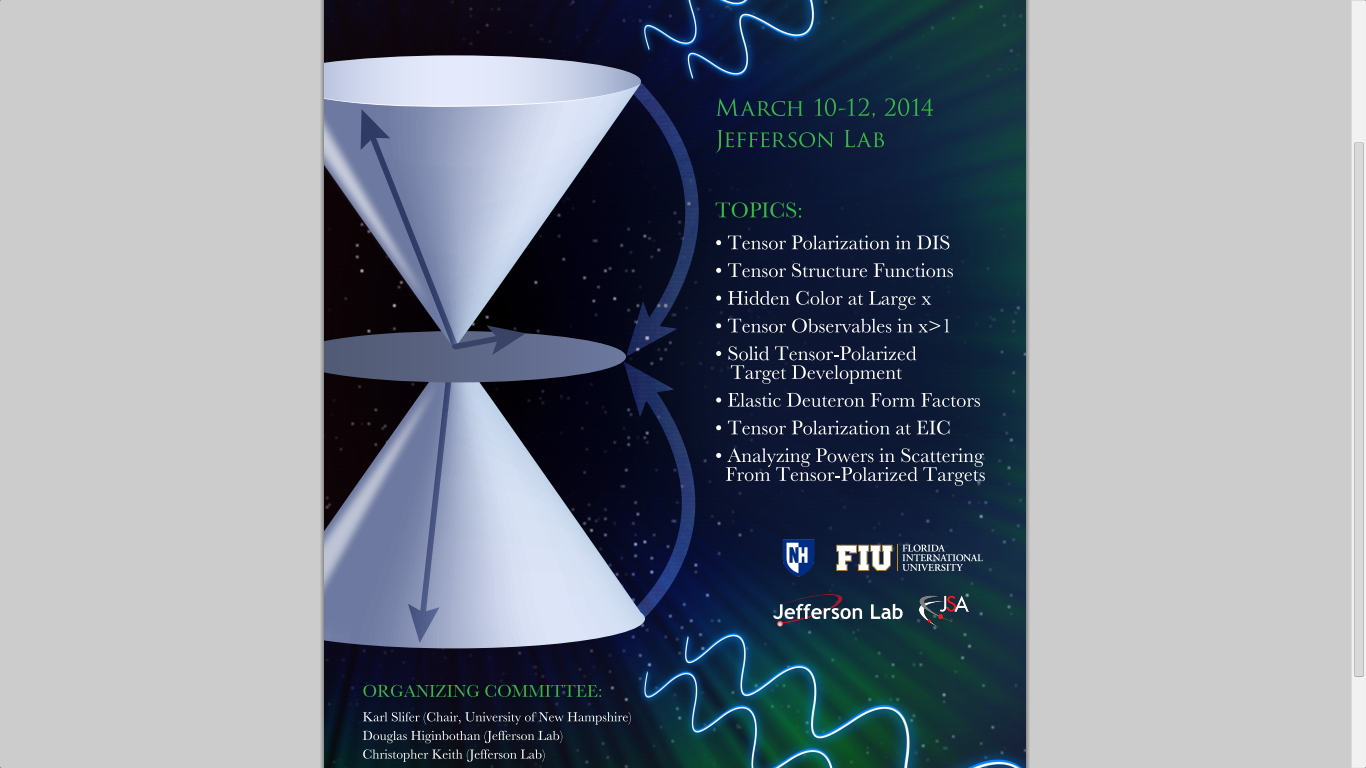 March 10-12, 2014
Jefferson Lab
TOPICS:
• Tensor Polarization in DIS
• Tensor Structure Functions
• Hidden Color at Large x
• Tensor Observables in x>1
• Solid Tensor-Polarized
Target Development
• Elastic Deuteron Form Factors
• Tensor Polarization at EIC
• Analyzing Powers in Scattering
From Tensor-Polarized Targets
NH
FIU
FLORIDA
INTERNATIONAL
UNIVERSITY
Jefferson Lab
JSA
ORGANIZING COMMITTEE:
Karl Slifer (Chair, University of New Hampshire)
Douglas Higinbothan (Jefferson Lab)
Christopher Keith (Jefferson Lab)